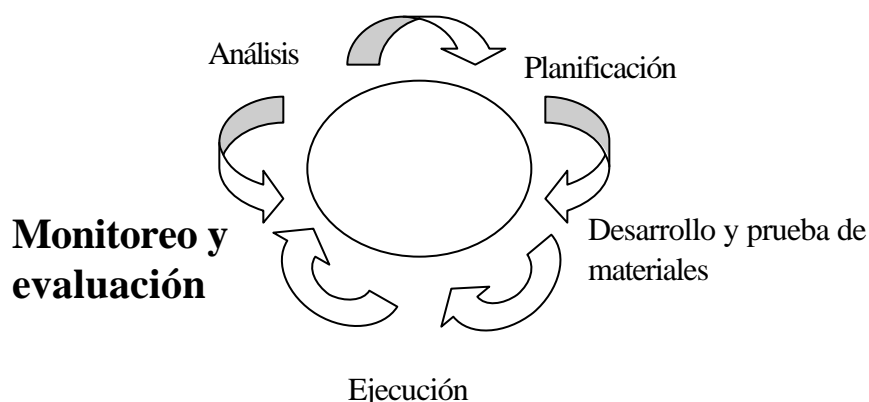 Análisis
Planificación
Desarrollo y prueba de
materiales
Ejecución
Monitoreo y
evaluación